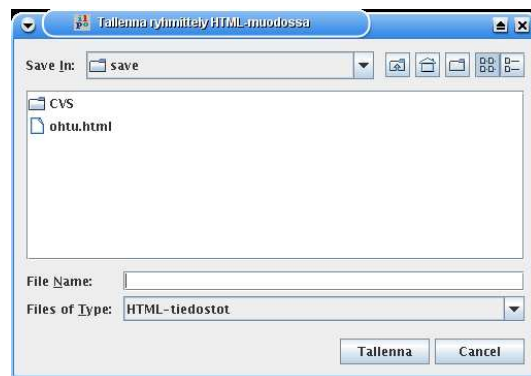 Tallenna ryhmittely HTML-muodossa
Save In: save
CVS
ohtu.html
File Name:
Files of Type: HTML-tiedostot
Tallenna Cancel